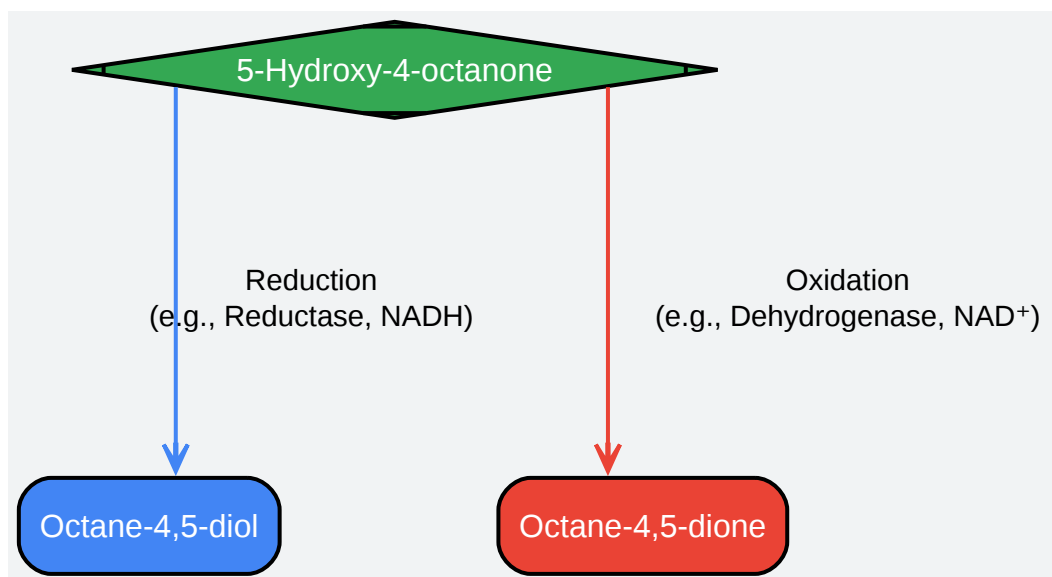 5-Hydroxy-4-octanone
Reduction
(e.g., Reductase, NADH)
Oxidation
(e.g., Dehydrogenase, NAD⁺)
Octane-4,5-diol
Octane-4,5-dione